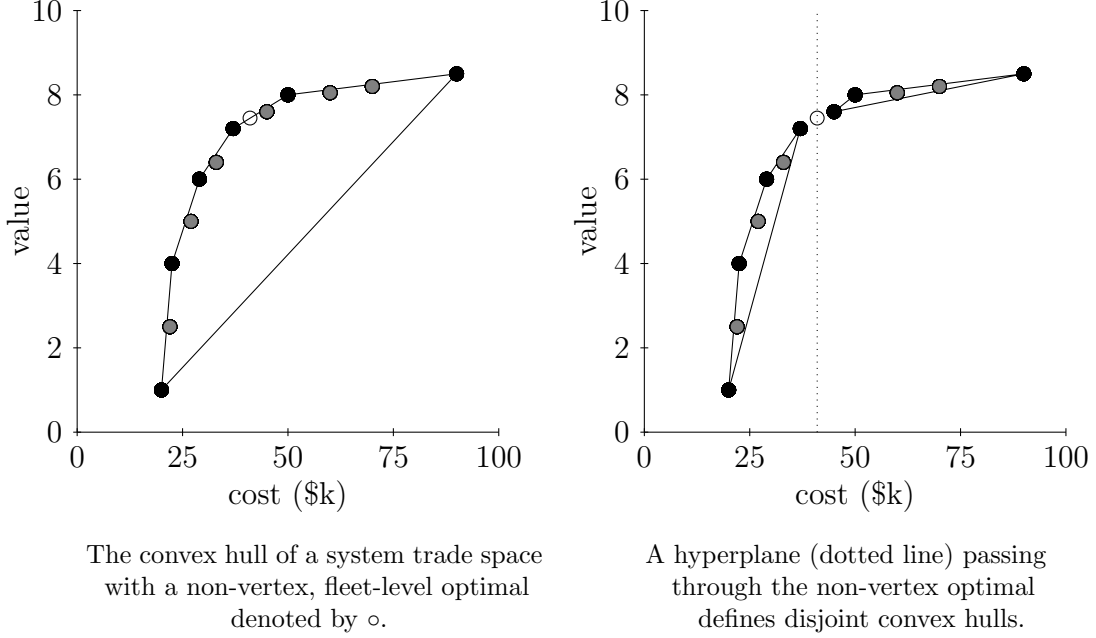 10
8
6
4
2
0
value
0 25 50 75 100
cost ($k)
The convex hull of a system trade space
with a non-vertex, fleet-level optimal
denoted by ∘.
10
8
6
4
2
0
value
0 25 50 75 100
cost ($k)
A hyperplane (dotted line) passing
through the non-vertex optimal
defines disjoint convex hulls.